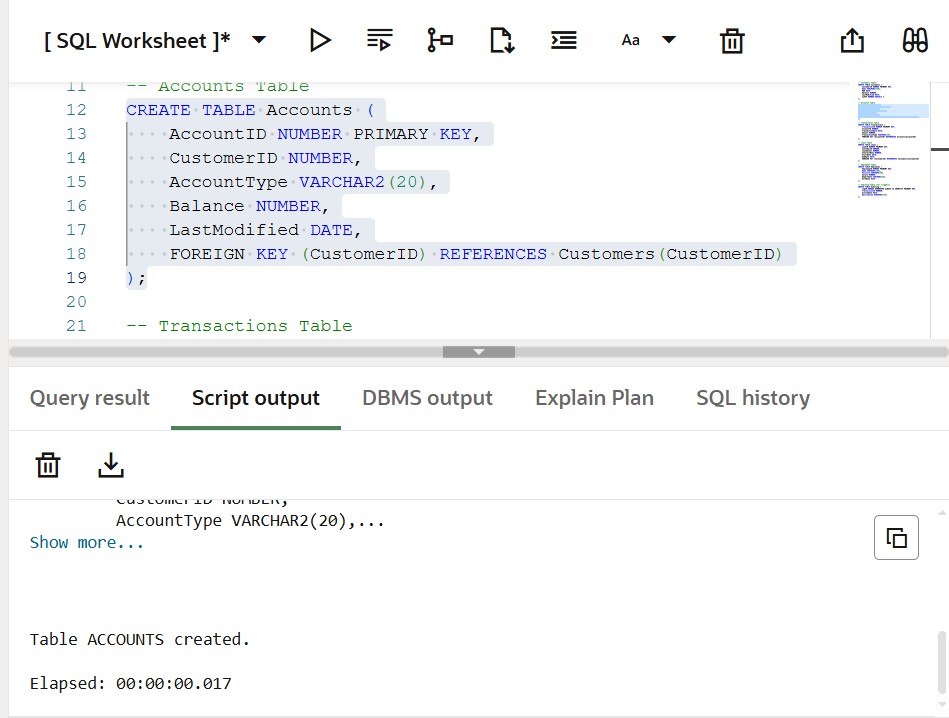 [ SQL Worksheet ]*
Aa
11 -- Accounts Table
12 CREATE TABLE Accounts (
13 AccountID NUMBER PRIMARY KEY,
14 CustomerID NUMBER,
15 AccountType VARCHAR2(20),
16 Balance NUMBER,
17 LastModified DATE,
18 FOREIGN KEY (CustomerID) REFERENCES Customers(CustomerID)
19 );
20
21 -- Transactions Table
Query result Script output DBMS output Explain Plan SQL history
CustomerID NUMBER,
AccountType VARCHAR2(20),...
Show more...
Table ACCOUNTS created.
Elapsed: 00:00:00.017